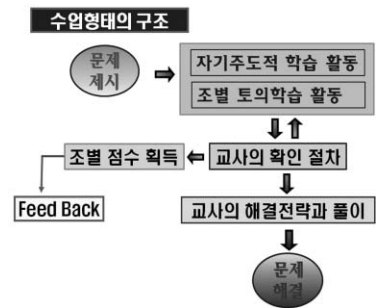 수업형태의 구조
문제
제시
자기주도적 학습 활동
조별 토의학습 활동
조별 점수 획득
교사의 확인 절차
Feed Back
교사의 해결전략과 풀이
문제
해결